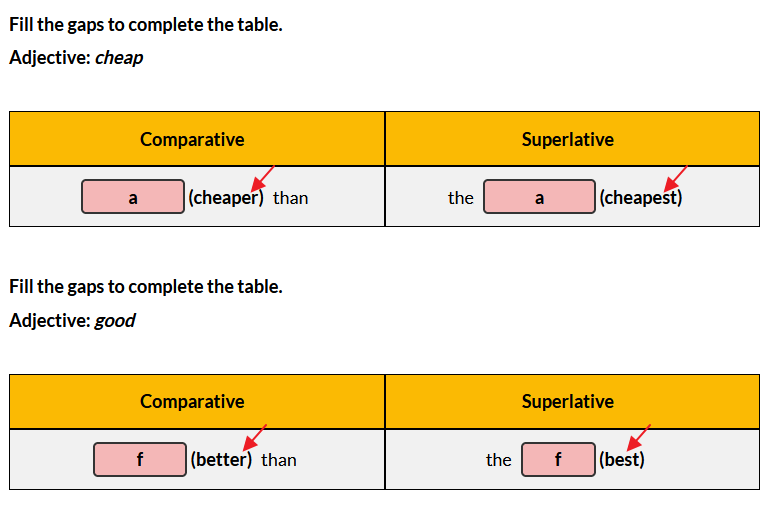 Fill the gaps to complete the table.
Adjective: cheap
Comparative Superlative
a (cheaper) than the a (cheapest)
Fill the gaps to complete the table.
Adjective: good
Comparative Superlative
f (better) than the f (best)